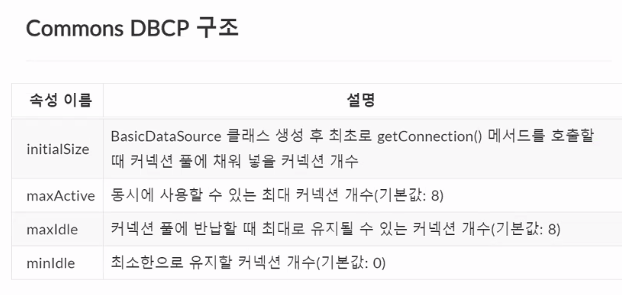 Commons DBCP 구조
속성 이름 설명
initialSize BasicDataSource 클래스 생성 후 최초로 getConnection() 메서드를 호출할
때 커넥션 풀에 채워 넣을 커넥션 개수
maxActive 동시에 사용할 수 있는 최대 커넥션 개수(기본값: 8)
maxIdle 커넥션 풀에 반납할 때 최대로 유지될 수 있는 커넥션 개수(기본값: 8)
minIdle 최소한으로 유지할 커넥션 개수(기본값: 0)